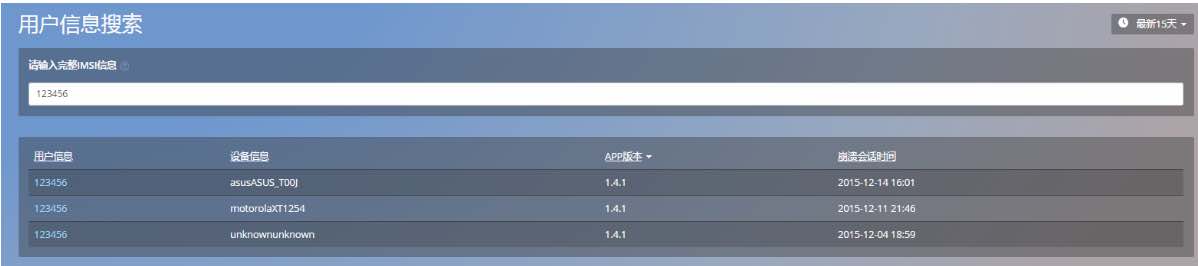 用户信息搜索
最新15天
请输入完整IMSI信息
123456
用户信息 设备信息 APP版本 崩溃会话时间
123456 asusASUS_T00J 1.4.1 2015-12-14 16:01
123456 motorolaXT1254 1.4.1 2015-12-11 21:46
123456 unknownunknown 1.4.1 2015-12-04 18:59